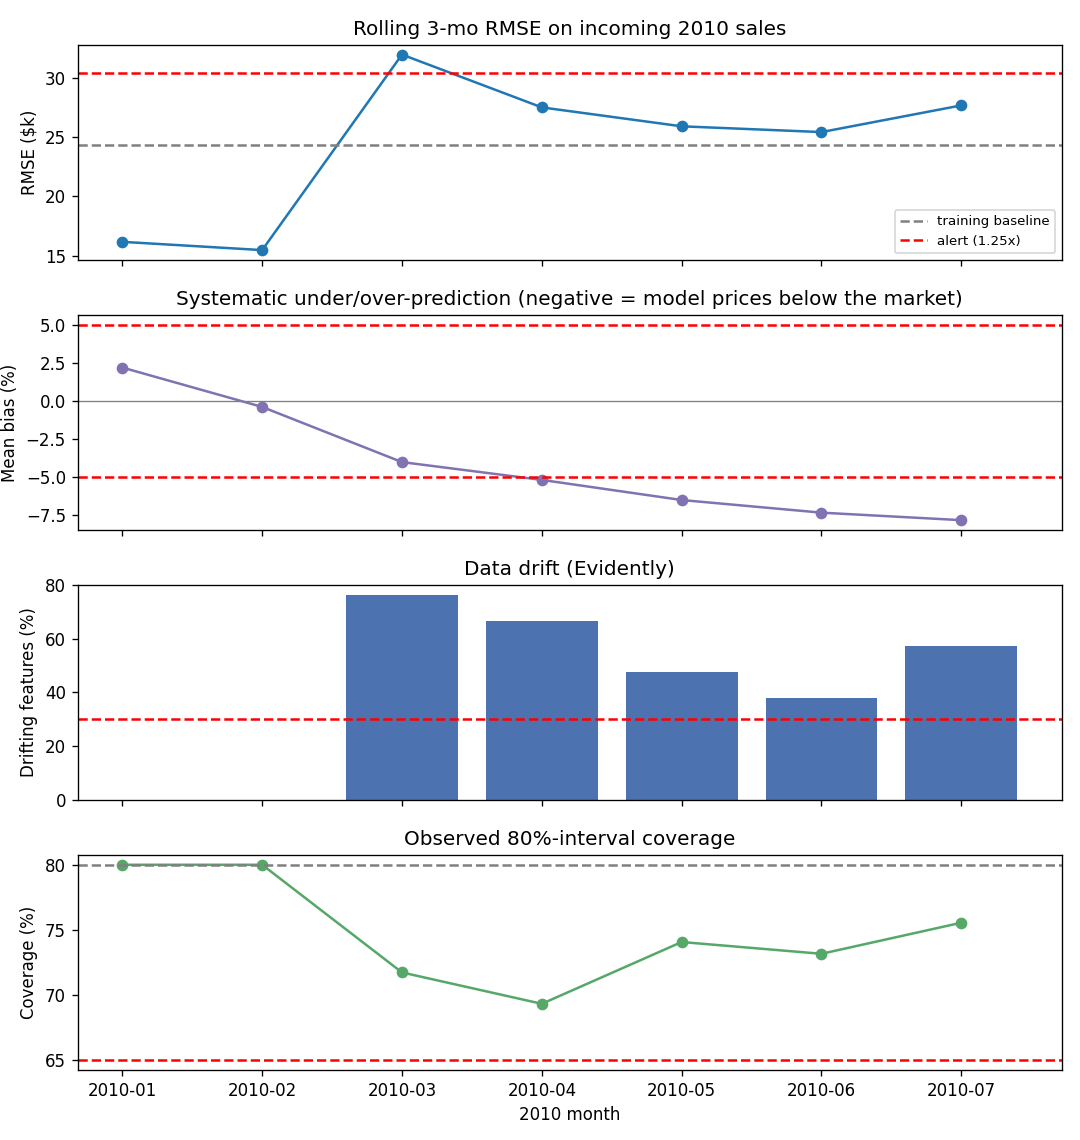 Rolling 3-mo RMSE on incoming 2010 sales
RMSE ($k)
30
25
20
15
training baseline
alert (1.25x)
Systematic under/over-prediction (negative = model prices below the market)
Mean bias (%)
5.0
2.5
0.0
−2.5
−5.0
−7.5
Data drift (Evidently)
Drifting features (%)
80
60
40
20
0
Observed 80%-interval coverage
Coverage (%)
80
75
70
65
2010-01 2010-02 2010-03 2010-04 2010-05 2010-06 2010-07
2010 month